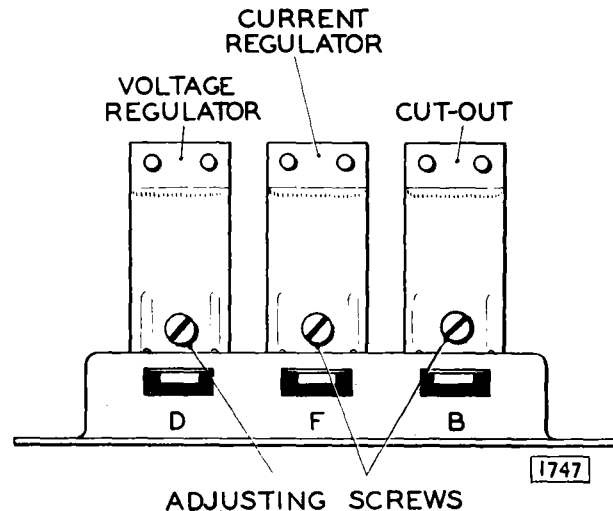 CURRENT
REGULATOR
VOLTAGE
REGULATOR
CUT-OUT
D F B
1747
ADJUSTING SCREWS